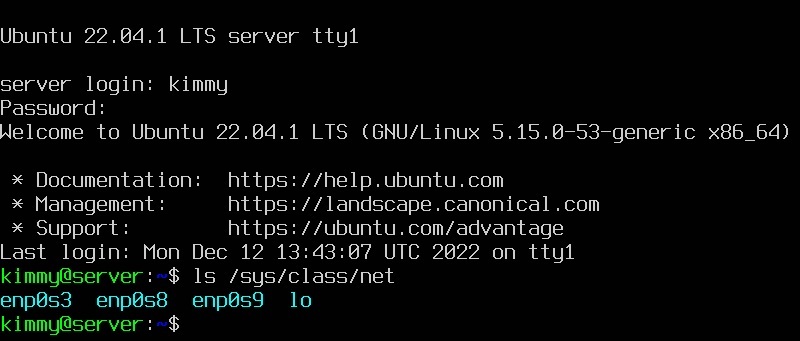 Ubuntu 22.04.1 LTS server tty1
server login: kimmy
Password:
Welcome to Ubuntu 22.04.1 LTS (GNU/Linux 5.15.0-53-generic x86_64)
* Documentation:  https://help.ubuntu.com
* Management:     https://landscape.canonical.com
* Support:        https://ubuntu.com/advantage
Last login: Mon Dec 12 13:43:07 UTC 2022 on tty1
kimmy@server:~$ ls /sys/class/net
enp0s3  enp0s8  enp0s9  lo
kimmy@server:~$